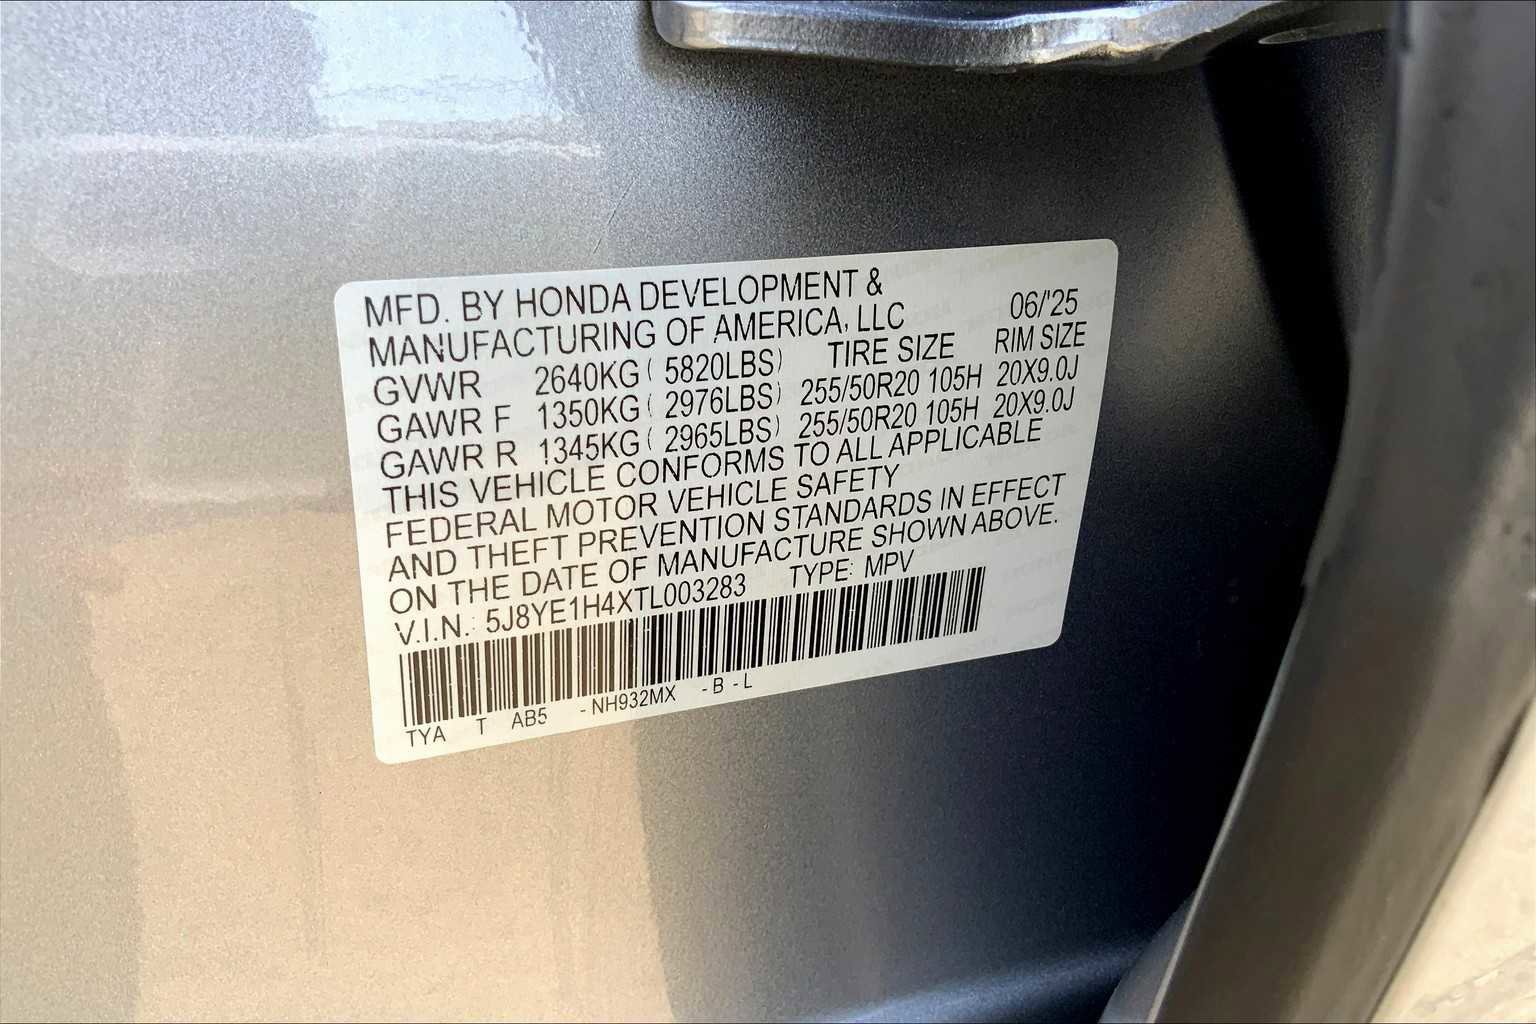 MFD. BY HONDA DEVELOPMENT &
MANUFACTURING OF AMERICA, LLC 06/'25
GVWR 2640KG ( 5820LBS) TIRE SIZE RIM SIZE
GAWR F 1350KG ( 2976LBS) 255/50R20 105H 20X9.0J
GAWR R 1345KG ( 2965LBS) 255/50R20 105H 20X9.0J
THIS VEHICLE CONFORMS TO ALL APPLICABLE
FEDERAL MOTOR VEHICLE SAFETY
AND THEFT PREVENTION STANDARDS IN EFFECT
ON THE DATE OF MANUFACTURE SHOWN ABOVE.
V.I.N.: 5J8YE1H4XTL003283 TYPE: MPV
TYA T AB5 - NH932MX - B - L